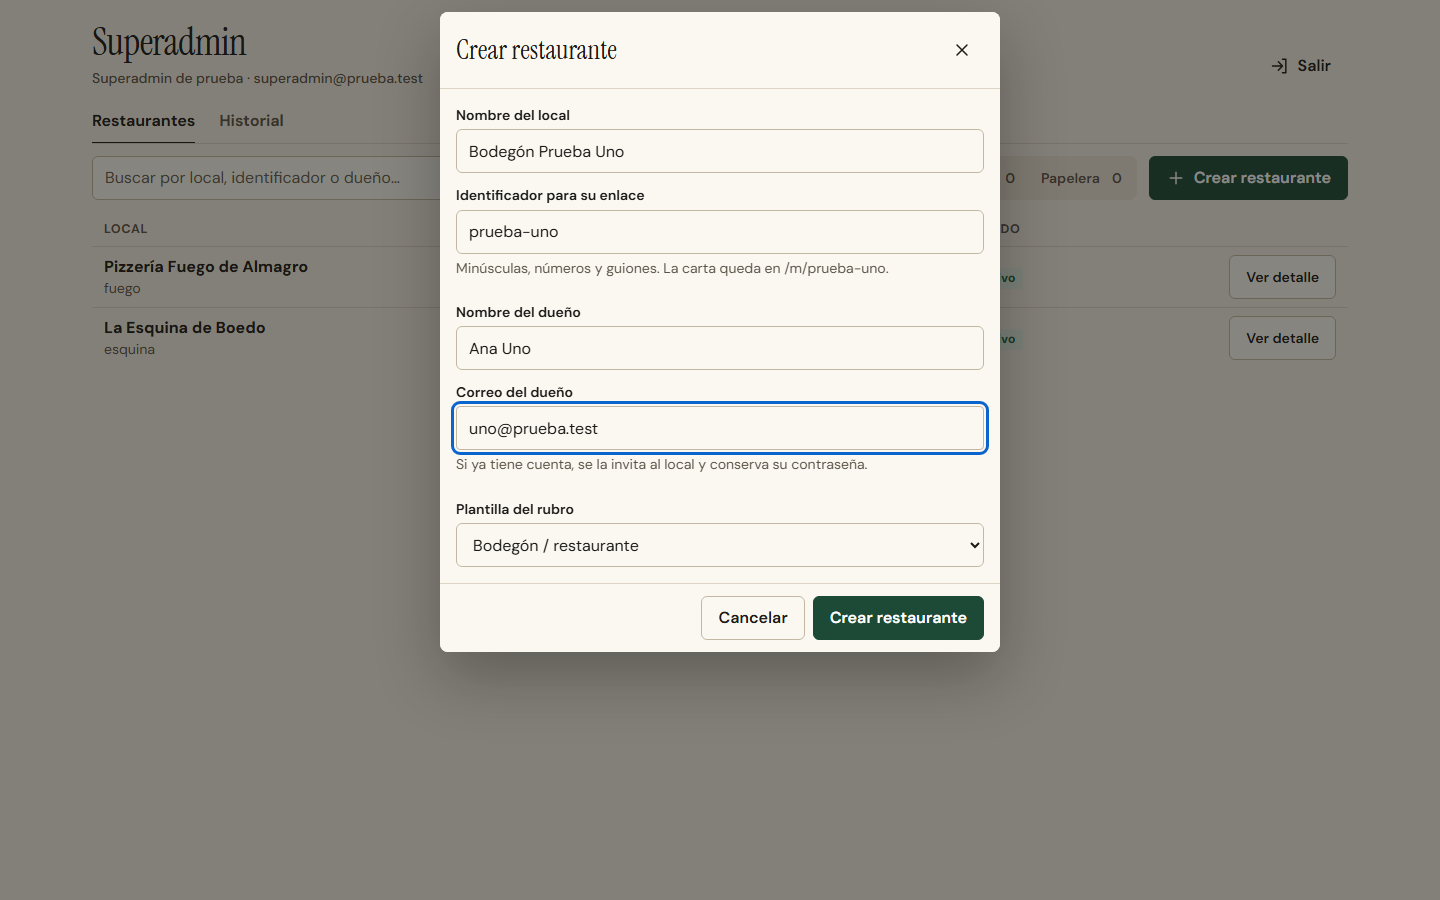 Superadmin
Superadmin de prueba · superadmin@prueba.test
Salir
Restaurantes
Historial
Buscar por local, identificador o dueño...
0
Papelera 0
Crear restaurante
LOCAL
DO
Pizzería Fuego de Almagro
fuego
vo
Ver detalle
La Esquina de Boedo
esquina
vo
Ver detalle
Crear restaurante
Nombre del local
Bodegón Prueba Uno
Identificador para su enlace
prueba-uno
Minúsculas, números y guiones. La carta queda en /m/prueba-uno.
Nombre del dueño
Ana Uno
Correo del dueño
uno@prueba.test
Si ya tiene cuenta, se la invita al local y conserva su contraseña.
Plantilla del rubro
Bodegón / restaurante
Cancelar
Crear restaurante